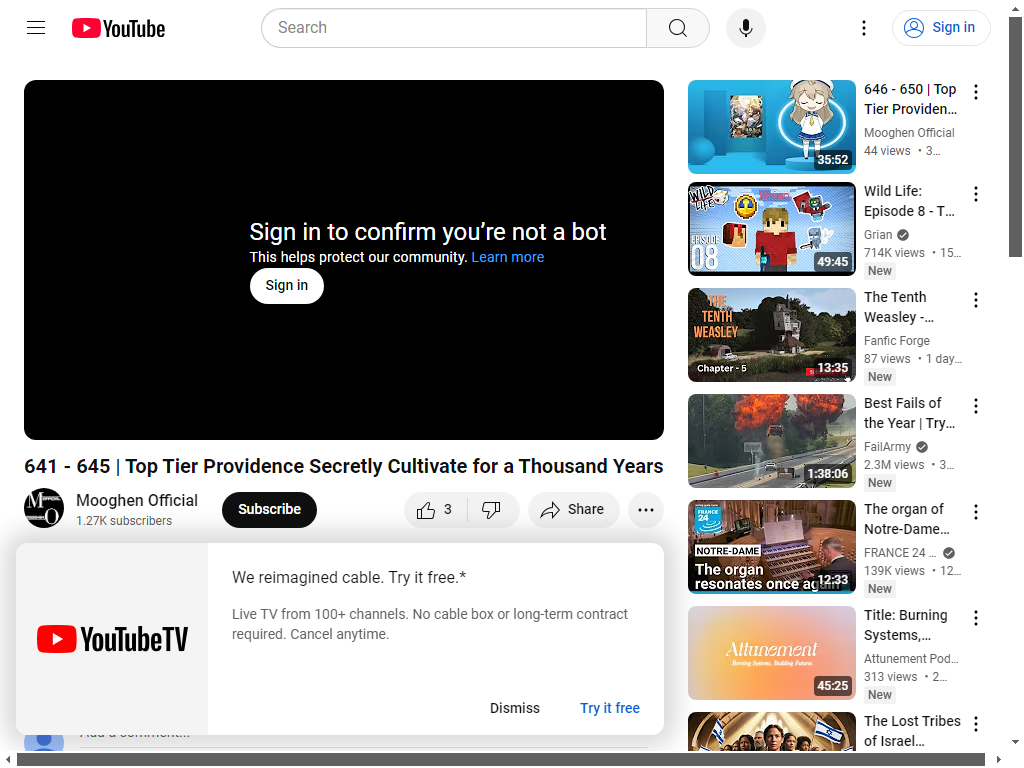 YouTube
Search
Sign in
Sign in to confirm you’re not a bot
This helps protect our community. Learn more
Sign in
641 - 645 | Top Tier Providence Secretly Cultivate for a Thousand Years
Mooghen Official
1.27K subscribers
Subscribe
3
Share
We reimagined cable. Try it free.*
Live TV from 100+ channels. No cable box or long-term contract
required. Cancel anytime.
YouTubeTV
Dismiss
Try it free
Add a comment...
35:52
646 - 650 | Top
Tier Providen...
Mooghen Official
44 views • 3...
WILD
LIFE
EPISODE
08
49:45
Wild Life:
Episode 8 - T...
Grian
714K views • 15...
New
THE
TENTH
WEASLEY
Chapter - 5
13:35
The Tenth
Weasley -...
Fanfic Forge
87 views • 1 day...
New
1:38:06
Best Fails of
the Year | Try...
FailArmy
2.3M views • 3...
New
FRANCE
24
NOTRE-DAME
The organ
resonates once again
12:33
The organ of
Notre-Dame...
FRANCE 24 ...
139K views • 12...
New
Attunement
Burning Systems, Building Futures
45:25
Title: Burning
Systems,...
Attunement Pod...
313 views • 2...
New
The Lost Tribes
of Israel...